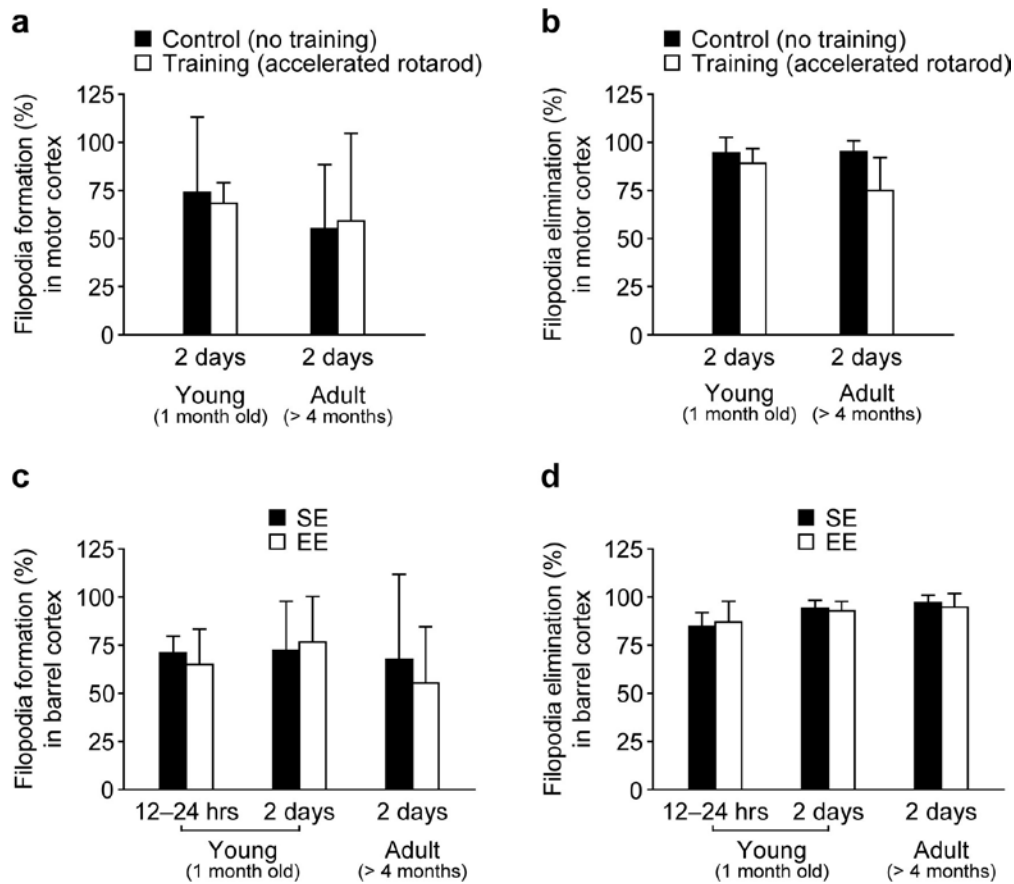 a
Control (no training)
Training (accelerated rotarod)
Filopodia formation (%)
in motor cortex
125
100
75
50
25
0
2 days
2 days
Young
(1 month old)
Adult
(> 4 months)
b
Control (no training)
Training (accelerated rotarod)
Filopodia elimination (%)
in motor cortex
125
100
75
50
25
0
2 days
2 days
Young
(1 month old)
Adult
(> 4 months)
c
SE
EE
Filopodia formation (%)
in barrel cortex
125
100
75
50
25
0
12–24 hrs
2 days
2 days
Young
(1 month old)
Adult
(> 4 months)
d
SE
EE
Filopodia elimination (%)
in barrel cortex
125
100
75
50
25
0
12–24 hrs
2 days
2 days
Young
(1 month old)
Adult
(> 4 months)